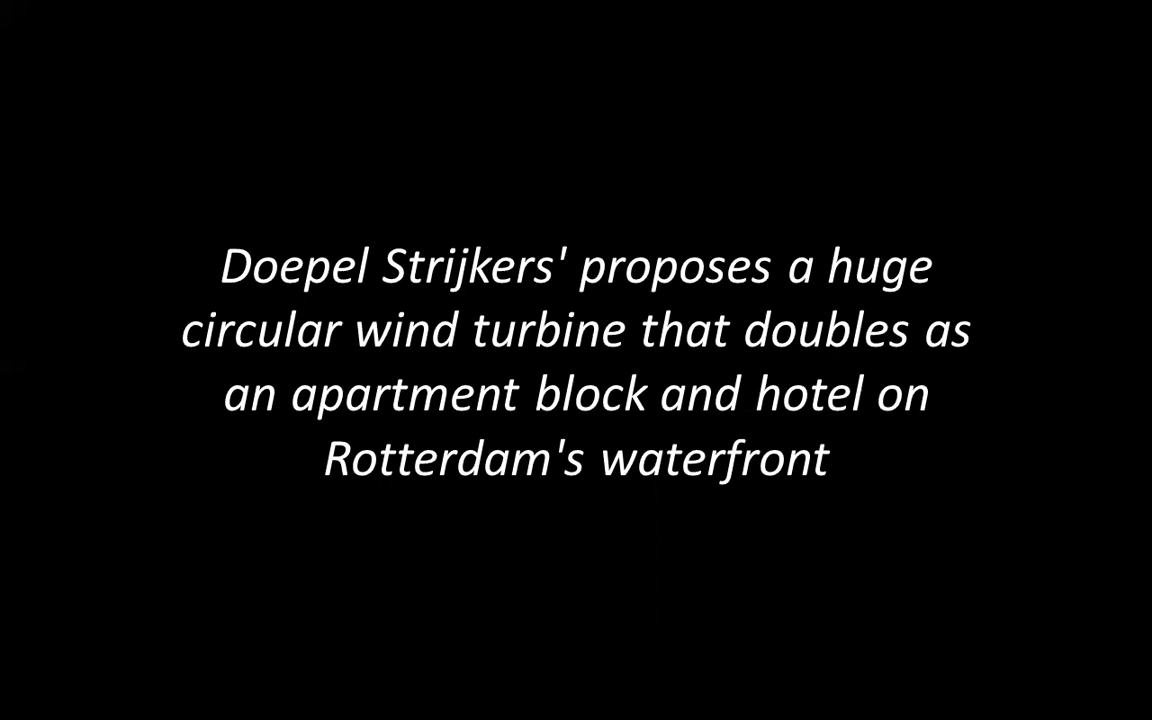 Doepel Strijkers' proposes a huge
circular wind turbine that doubles as
an apartment block and hotel on
Rotterdam's waterfront